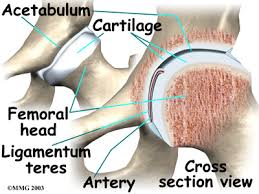 Acetabulum
Cartilage
Femoral
head
Ligamentum
teres
Artery
Cross
section view
©MMG 2003